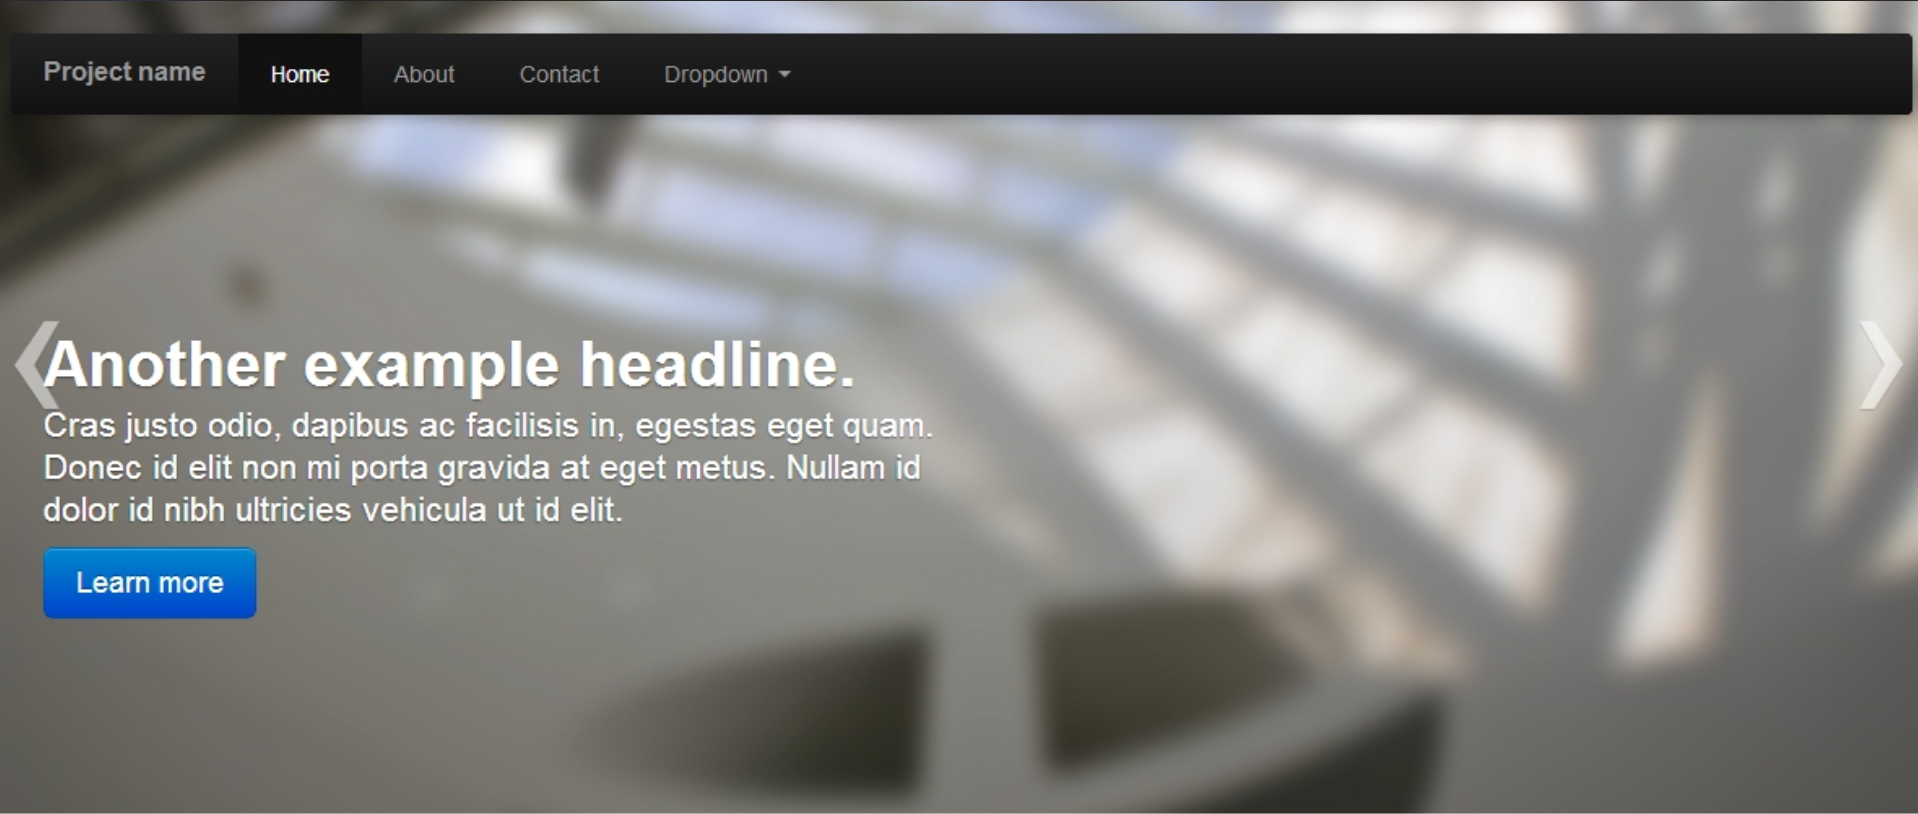 Project name Home About Contact Dropdown
Another example headline.
Cras justo odio, dapibus ac facilisis in, egestas eget quam.
Donec id elit non mi porta gravida at eget metus. Nullam id
dolor id nibh ultricies vehicula ut id elit.
Learn more